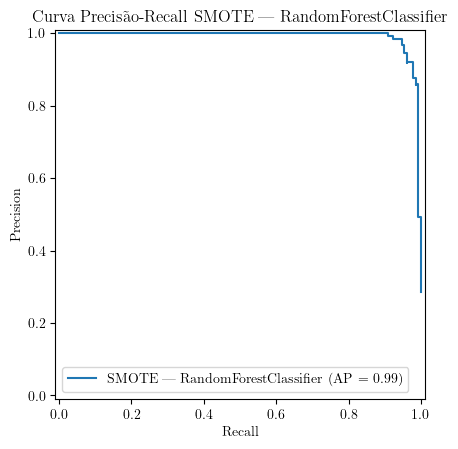 Curva Precisão-Recall SMOTE — RandomForestClassifier
1.0
0.8
0.6
0.4
0.2
0.0
Precision
SMOTE — RandomForestClassifier (AP = 0.99)
0.0 0.2 0.4 0.6 0.8 1.0
Recall